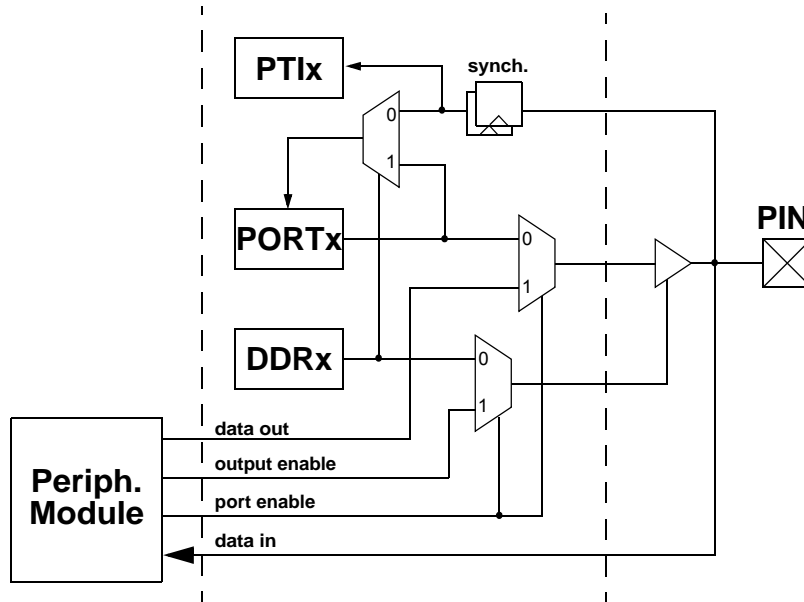 PTIx
synch.
0
1
PORTx
PIN
0
1
DDRx
0
1
data out
output enable
Periph.
Module
port enable
data in